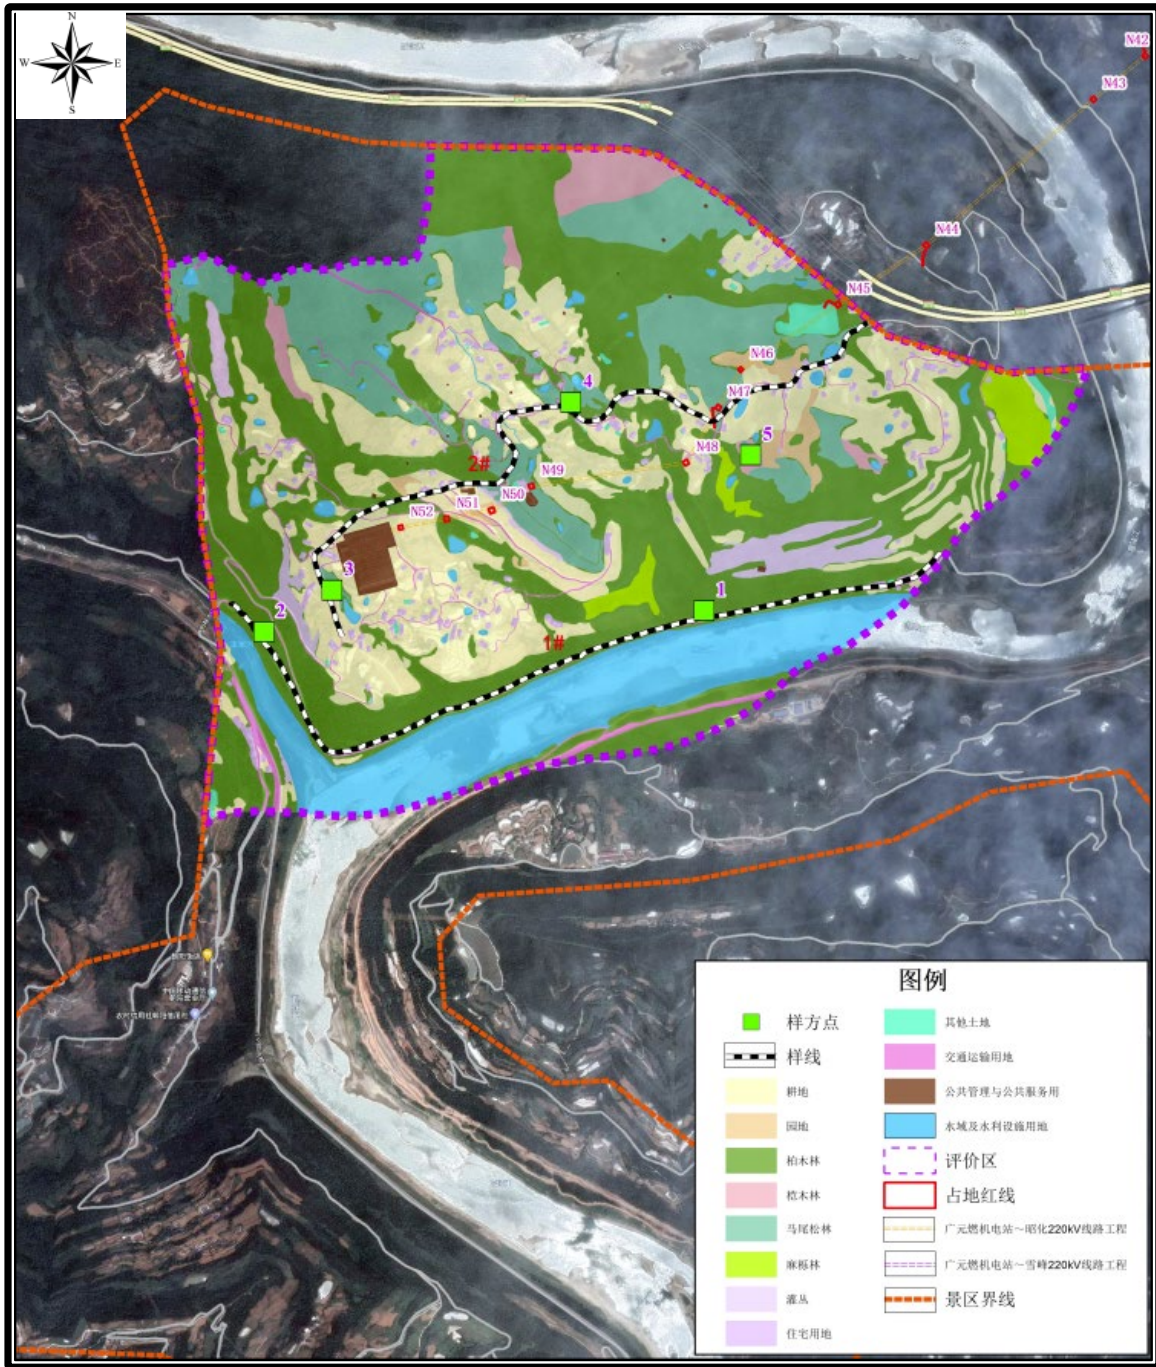 N
W
E
S
N42
N43
N44
N45
N46
4
N47
5
N48
2#
N49
N50
N51
N52
3
1
2
1#
图例
样方点
样线
耕地
园地
柏木林
桤木林
马尾松林
麻栎林
灌丛
住宅用地
其他土地
交通运输用地
公共管理与公共服务用
水域及水利设施用地
评价区
占地红线
广元燃机电站～昭化220kV线路工程
广元燃机电站～雪峰220kV线路工程
景区界线